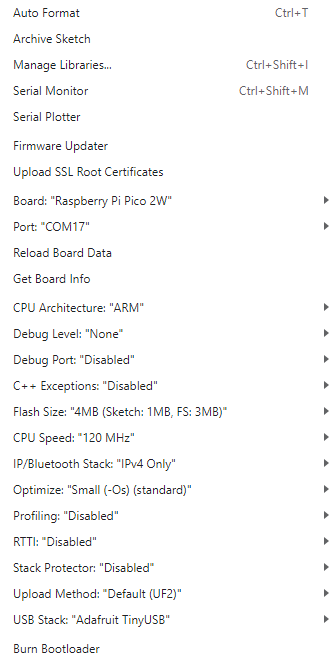 Auto Format Ctrl+T
Archive Sketch
Manage Libraries... Ctrl+Shift+I
Serial Monitor Ctrl+Shift+M
Serial Plotter
Firmware Updater
Upload SSL Root Certificates
Board: "Raspberry Pi Pico 2W"
Port: "COM17"
Reload Board Data
Get Board Info
CPU Architecture: "ARM"
Debug Level: "None"
Debug Port: "Disabled"
C++ Exceptions: "Disabled"
Flash Size: "4MB (Sketch: 1MB, FS: 3MB)"
CPU Speed: "120 MHz"
IP/Bluetooth Stack: "IPv4 Only"
Optimize: "Small (-Os) (standard)"
Profiling: "Disabled"
RTTI: "Disabled"
Stack Protector: "Disabled"
Upload Method: "Default (UF2)"
USB Stack: "Adafruit TinyUSB"
Burn Bootloader